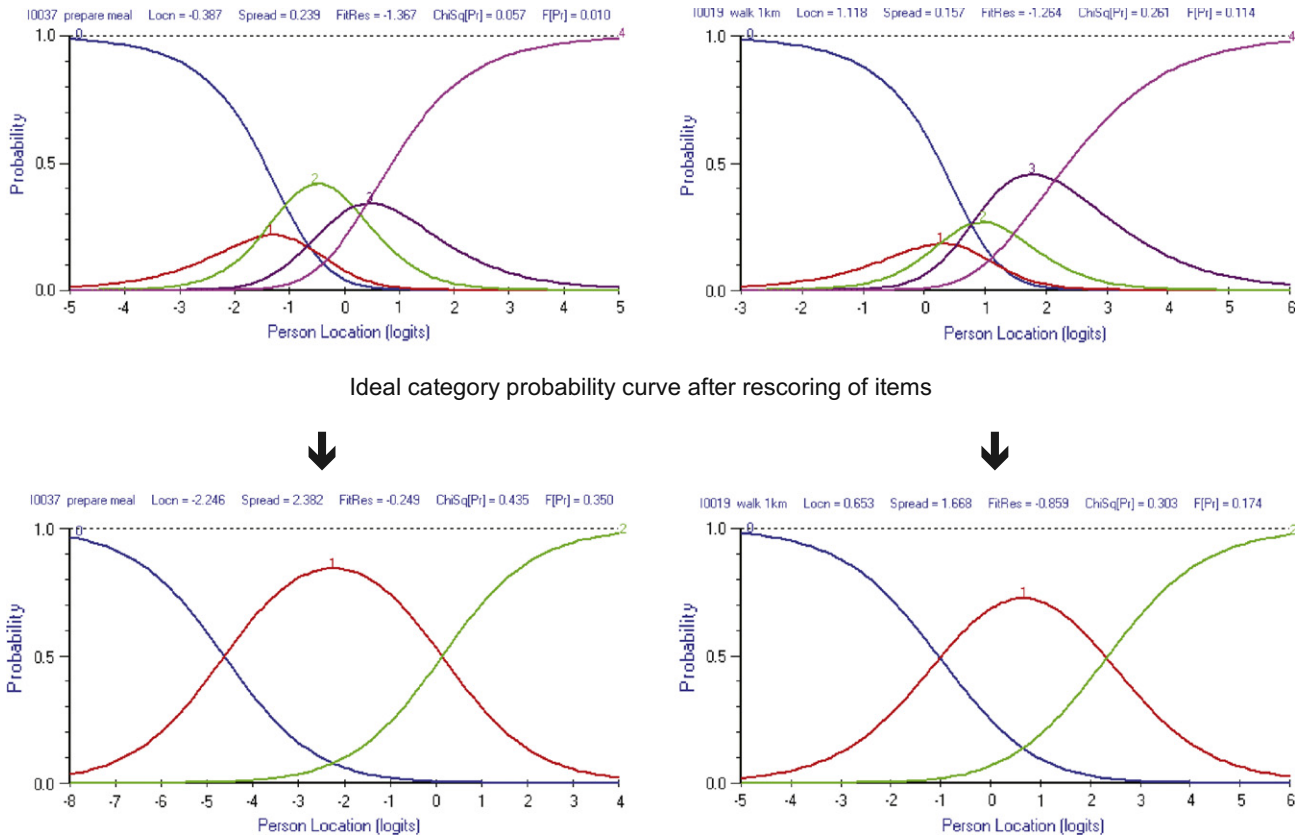 I0037 prepare meal Locn = -0.387 Spread = 0.239 FitRes = -1.367 ChiSq[Pr] = 0.057 F[Pr] = 0.010
1.0
0
4
Probability
0.5
2
3
1
0.0
-5 -4 -3 -2 -1 0 1 2 3 4 5
Person Location (logits)
I0019 walk 1km Locn = 1.118 Spread = 0.157 FitRes = -1.264 ChiSq[Pr] = 0.261 F[Pr] = 0.114
1.0
0
4
Probability
0.5
3
2
1
0.0
-3 -2 -1 0 1 2 3 4 5 6
Person Location (logits)
Ideal category probability curve after rescoring of items
I0037 prepare meal Locn = -2.246 Spread = 2.382 FitRes = -0.249 ChiSq[Pr] = 0.435 F[Pr] = 0.350
1.0
0
2
1
Probability
0.5
0.0
-8 -7 -6 -5 -4 -3 -2 -1 0 1 2 3 4
Person Location (logits)
I0019 walk 1km Locn = 0.653 Spread = 1.668 FitRes = -0.859 ChiSq[Pr] = 0.303 F[Pr] = 0.174
1.0
0
2
1
Probability
0.5
0.0
-5 -4 -3 -2 -1 0 1 2 3 4 5 6
Person Location (logits)